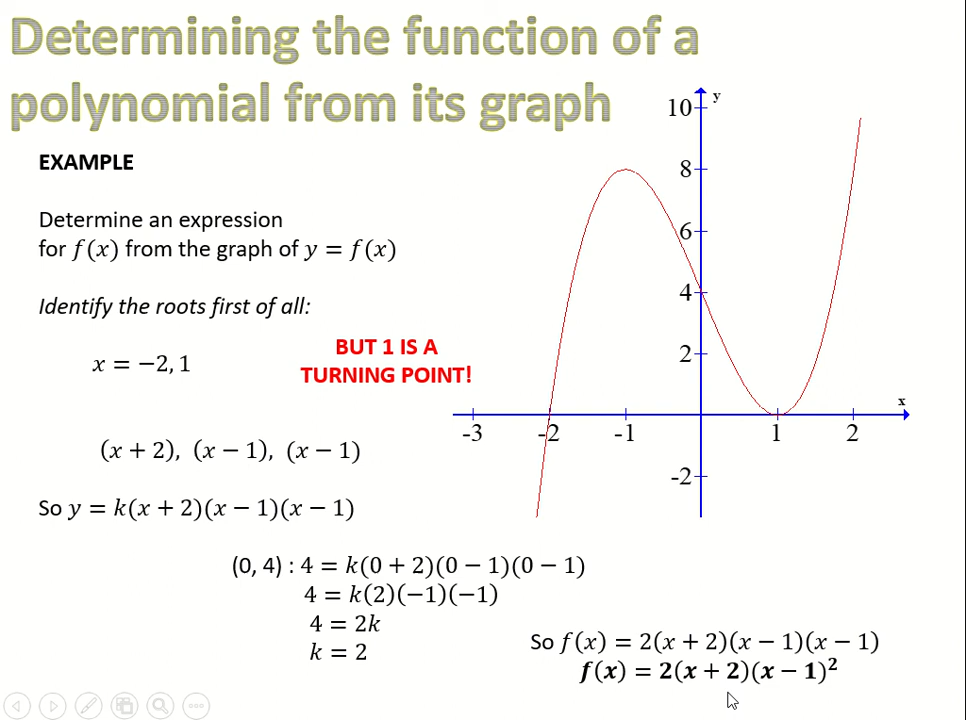 Determining the function of a
polynomial from its graph
EXAMPLE
Determine an expression
for f(x) from the graph of y = f(x)
Identify the roots first of all:
x = −2, 1
BUT 1 IS A
TURNING POINT!
(x + 2), (x − 1), (x − 1)
So y = k(x + 2)(x − 1)(x − 1)
(0, 4) : 4 = k(0 + 2)(0 − 1)(0 − 1)
4 = k(2)(−1)(−1)
4 = 2k
k = 2
So f(x) = 2(x + 2)(x − 1)(x − 1)
f(x) = 2(x + 2)(x − 1)²
y
10
8
6
4
2
x
-3 -2 -1 1 2
-2